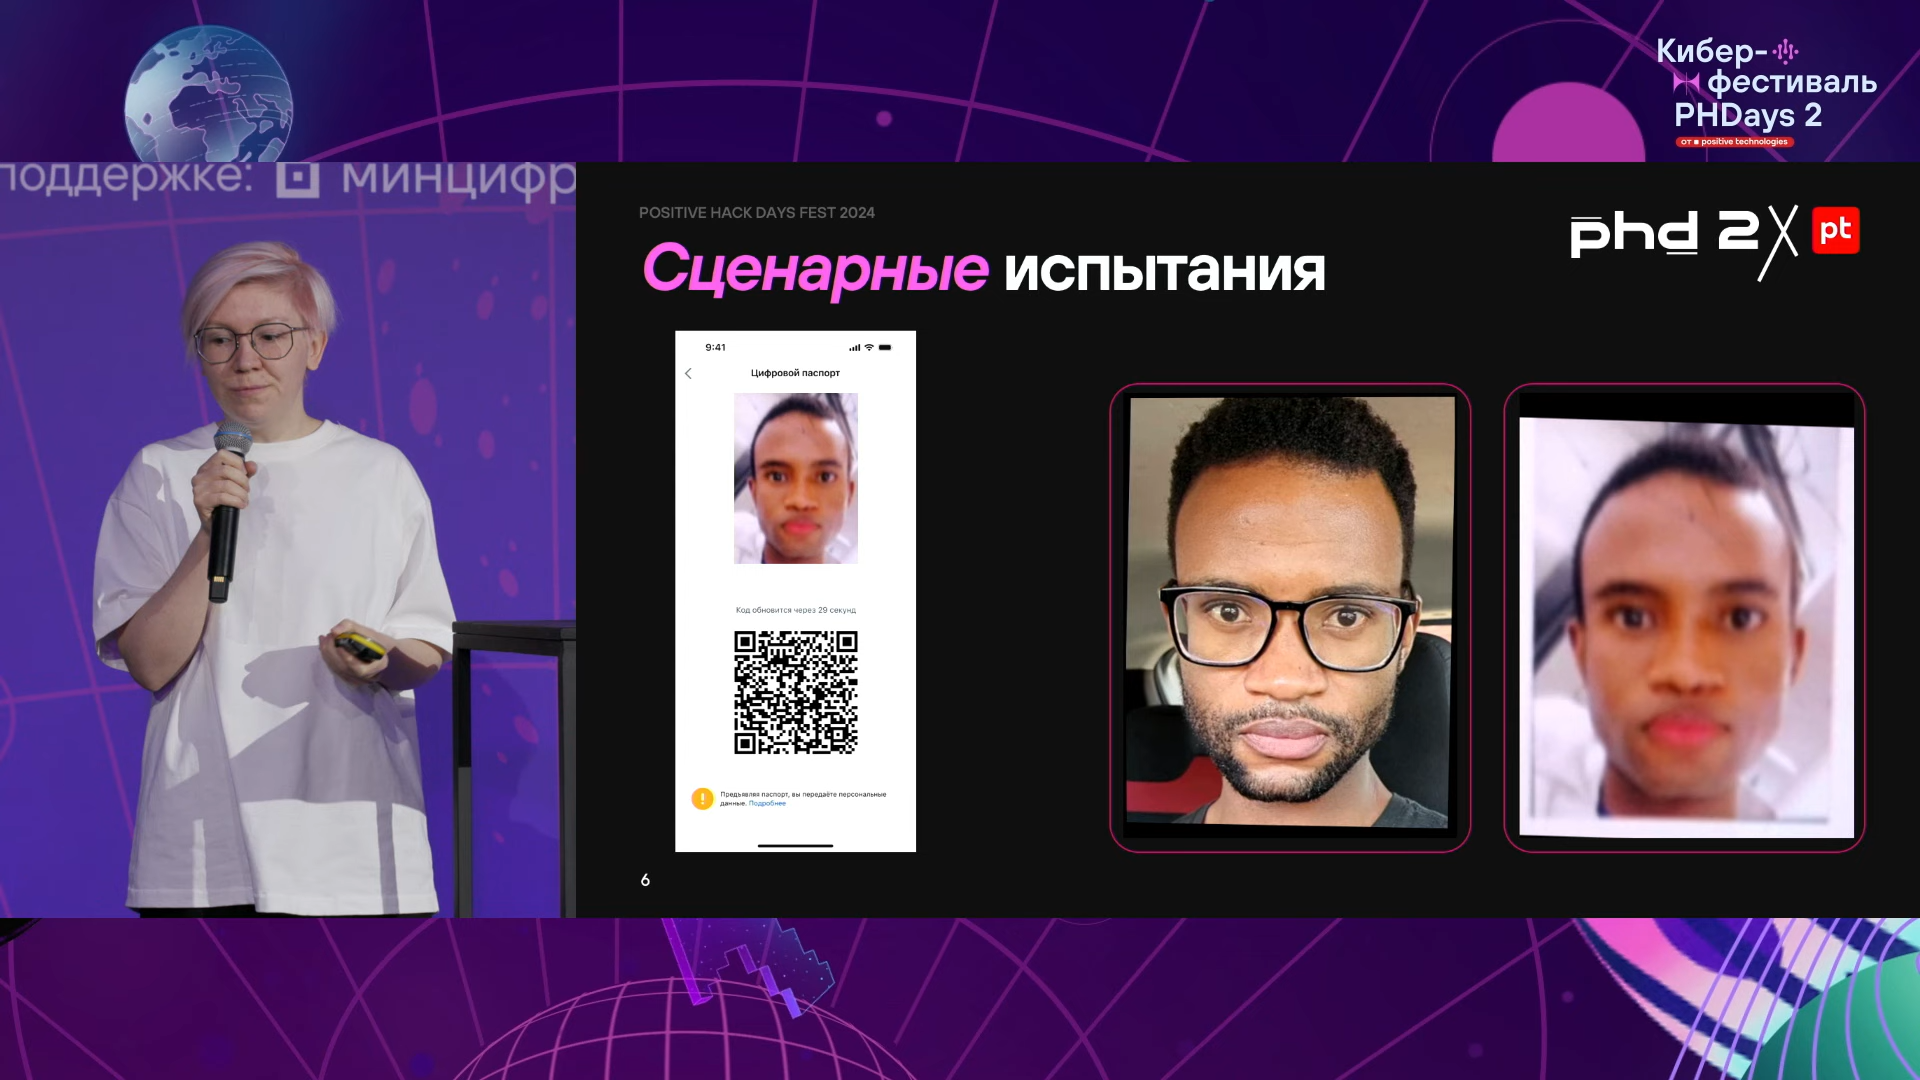 Кибер-
фестиваль
PHDays 2
от positive technologies
поддержке: минцифр
POSITIVE HACK DAYS FEST 2024
Сценарные испытания
phd 2 pt
9:41
Цифровой паспорт
Код обновится через 29 секунд
Предъявляя паспорт, вы передаёте персональные
данные. Подробнее
6